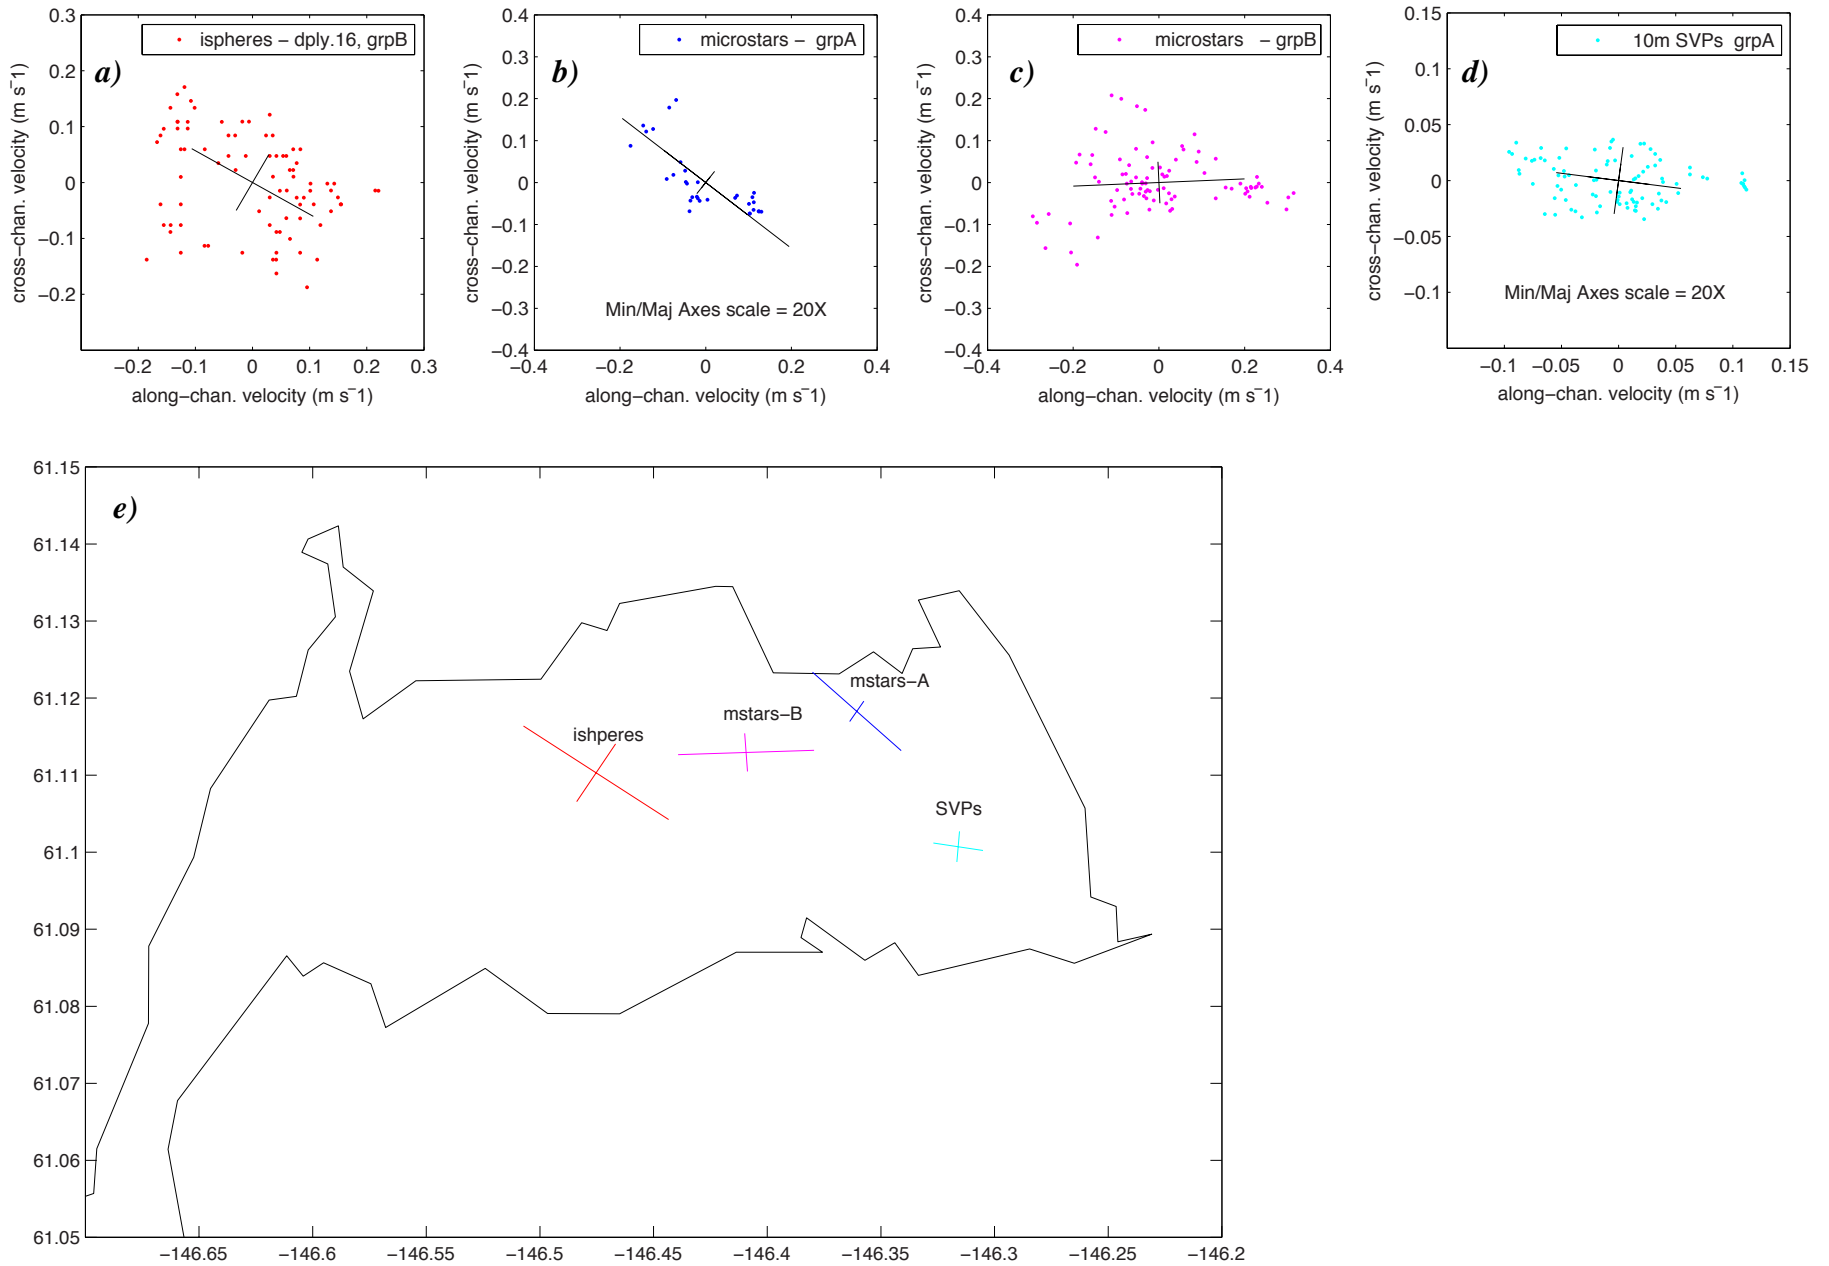 a)
ispheres – dply.16, grpB
cross–chan. velocity (m s‾1)
0.3
0.2
0.1
0
−0.1
−0.2
−0.2 −0.1 0 0.1 0.2 0.3
along–chan. velocity (m s‾1)
b)
microstars – grpA
cross–chan. velocity (m s‾1)
0.4
0.3
0.2
0.1
0
−0.1
−0.2
−0.3
−0.4
Min/Maj Axes scale = 20X
−0.4 −0.2 0 0.2 0.4
along–chan. velocity (m s‾1)
c)
microstars – grpB
cross–chan. velocity (m s‾1)
0.4
0.3
0.2
0.1
0
−0.1
−0.2
−0.3
−0.4
−0.4 −0.2 0 0.2 0.4
along–chan. velocity (m s‾1)
d)
10m SVPs grpA
cross–chan. velocity (m s‾1)
0.15
0.1
0.05
0
−0.05
−0.1
Min/Maj Axes scale = 20X
−0.1 −0.05 0 0.05 0.1 0.15
along–chan. velocity (m s‾1)
e)
61.15
61.14
61.13
61.12
61.11
61.1
61.09
61.08
61.07
61.06
61.05
mstars–A
mstars–B
ishperes
SVPs
−146.65 −146.6 −146.55 −146.5 −146.45 −146.4 −146.35 −146.3 −146.25 −146.2